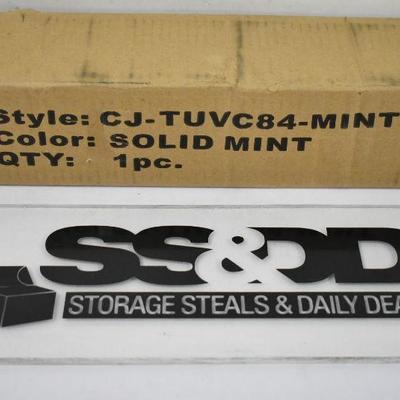 Style: CJ-TUVC84-MINT
Color: SOLID MINT
QTY: 1pc.
SS&DD
STORAGE STEALS & DAILY DEA